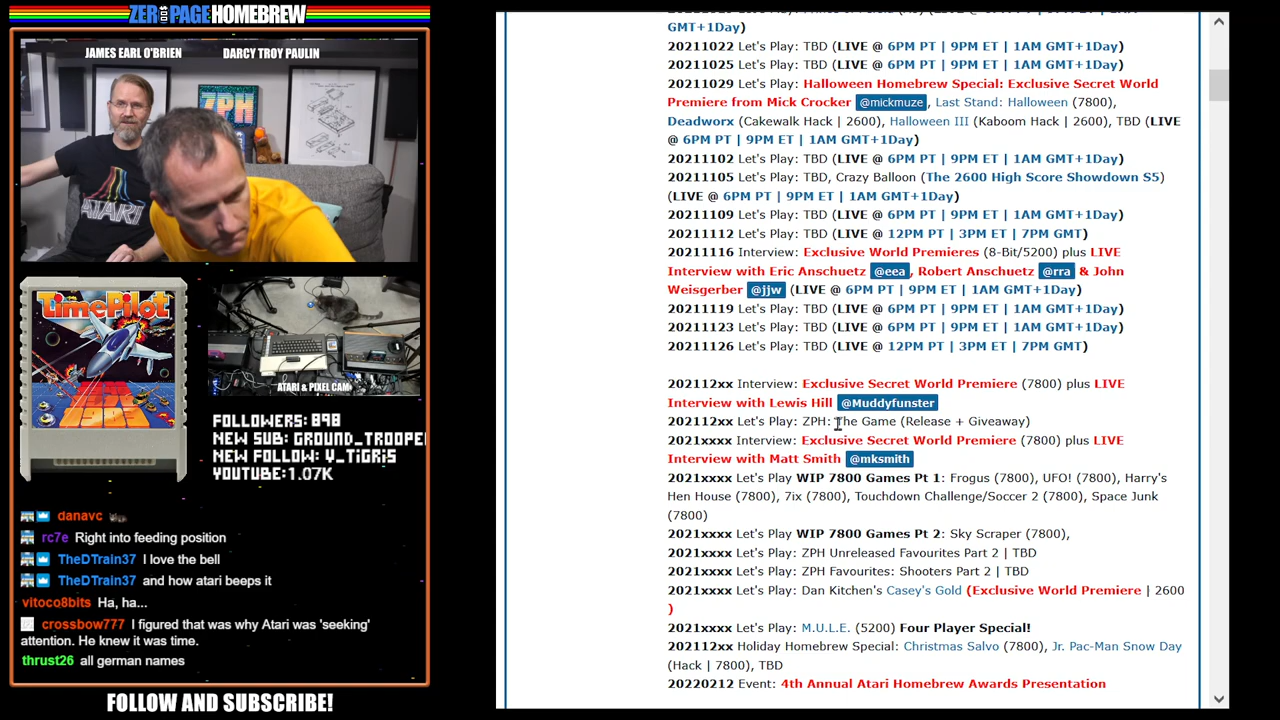 ZERO PAGE HOMEBREW
JAMES EARL O'BRIEN
DARCY TROY PAULIN
ZPH
ATARI
TimePilot
1983
ATARI & PIXEL CAM
FOLLOWERS: 898
NEW SUB: GROUND_TROOPER
NEW FOLLOW: V_TIGRIS
YOUTUBE: 1.07K
danavc
rc7e Right into feeding position
TheDTrain37 I love the bell
TheDTrain37 and how atari beeps it
vitoco8bits Ha, ha...
crossbow777 I figured that was why Atari was 'seeking'
attention. He knew it was time.
thrust26 all german names
FOLLOW AND SUBSCRIBE!
GMT+1Day)
20211022 Let's Play: TBD (LIVE @ 6PM PT | 9PM ET | 1AM GMT+1Day)
20211025 Let's Play: TBD (LIVE @ 6PM PT | 9PM ET | 1AM GMT+1Day)
20211029 Let's Play: Halloween Homebrew Special: Exclusive Secret World
Premiere from Mick Crocker @mickmuze, Last Stand: Halloween (7800),
Deadworx (Cakewalk Hack | 2600), Halloween III (Kaboom Hack | 2600), TBD (LIVE
@ 6PM PT | 9PM ET | 1AM GMT+1Day)
20211102 Let's Play: TBD (LIVE @ 6PM PT | 9PM ET | 1AM GMT+1Day)
20211105 Let's Play: TBD, Crazy Balloon (The 2600 High Score Showdown S5)
(LIVE @ 6PM PT | 9PM ET | 1AM GMT+1Day)
20211109 Let's Play: TBD (LIVE @ 6PM PT | 9PM ET | 1AM GMT+1Day)
20211112 Let's Play: TBD (LIVE @ 12PM PT | 3PM ET | 7PM GMT)
20211116 Interview: Exclusive World Premieres (8-Bit/5200) plus LIVE
Interview with Eric Anschuetz @eea, Robert Anschuetz @rra & John
Weisgerber @jjw (LIVE @ 6PM PT | 9PM ET | 1AM GMT+1Day)
20211119 Let's Play: TBD (LIVE @ 6PM PT | 9PM ET | 1AM GMT+1Day)
20211123 Let's Play: TBD (LIVE @ 6PM PT | 9PM ET | 1AM GMT+1Day)
20211126 Let's Play: TBD (LIVE @ 12PM PT | 3PM ET | 7PM GMT)
202112xx Interview: Exclusive Secret World Premiere (7800) plus LIVE
Interview with Lewis Hill @Muddyfunster
202112xx Let's Play: ZPH: The Game (Release + Giveaway)
2021xxxx Interview: Exclusive Secret World Premiere (7800) plus LIVE
Interview with Matt Smith @mksmith
2021xxxx Let's Play WIP 7800 Games Pt 1: Frogus (7800), UFO! (7800), Harry's
Hen House (7800), 7ix (7800), Touchdown Challenge/Soccer 2 (7800), Space Junk
(7800)
2021xxxx Let's Play WIP 7800 Games Pt 2: Sky Scraper (7800),
2021xxxx Let's Play: ZPH Unreleased Favourites Part 2 | TBD
2021xxxx Let's Play: ZPH Favourites: Shooters Part 2 | TBD
2021xxxx Let's Play: Dan Kitchen's Casey's Gold (Exclusive World Premiere | 2600
)
2021xxxx Let's Play: M.U.L.E. (5200) Four Player Special!
202112xx Holiday Homebrew Special: Christmas Salvo (7800), Jr. Pac-Man Snow Day
(Hack | 7800), TBD
20220212 Event: 4th Annual Atari Homebrew Awards Presentation